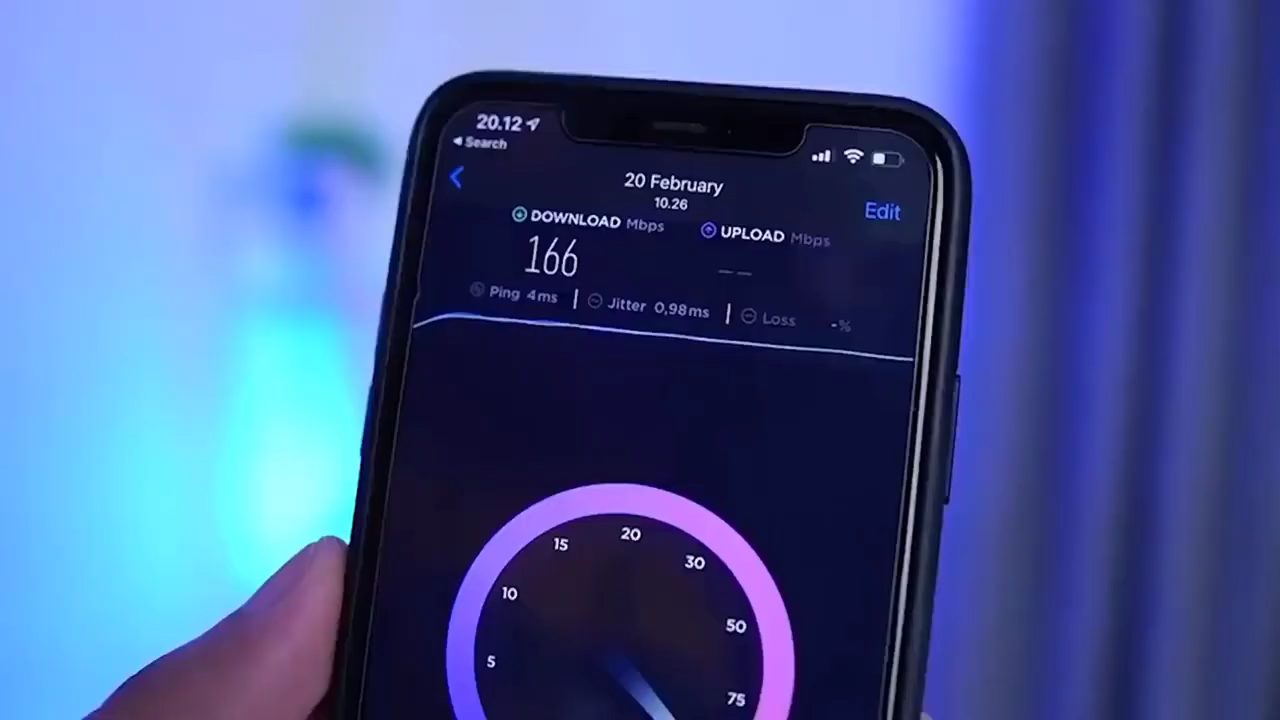 20.12
Search
20 February
10.26
Edit
DOWNLOAD Mbps
UPLOAD Mbps
166
— —
Ping 4ms
Jitter 0,98ms
Loss -%
20
15
30
10
50
5
75